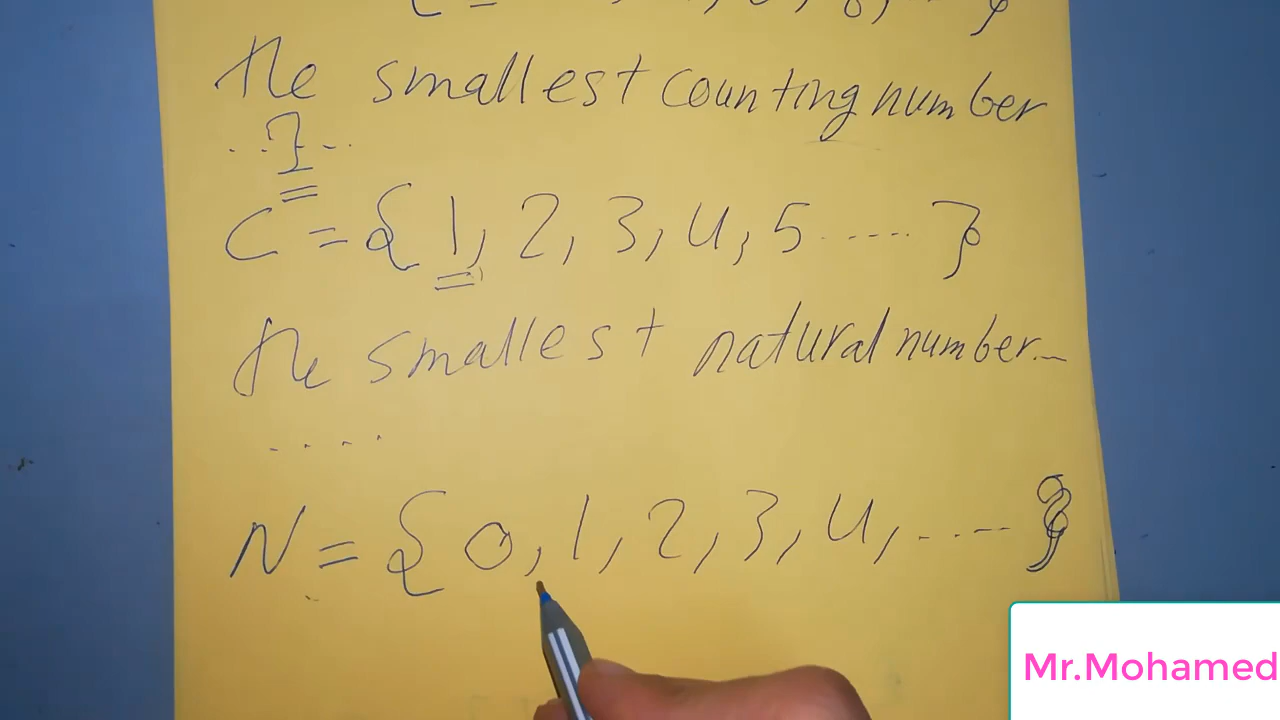 The smallest counting number
..1...
C = {1, 2, 3, 4, 5 ..... }
The smallest natural number...
....
N = { 0, 1, 2, 3, 4, ..... }
Mr.Mohamed